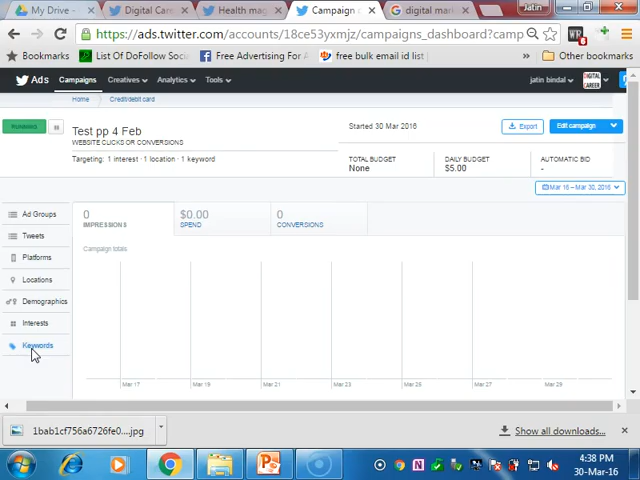 My Drive -
Digital Care
Health mag
Campaign c
digital mark
Jatin
https://ads.twitter.com/accounts/18ce53yxmjz/campaigns_dashboard?camp
Bookmarks
List Of DoFollow Soci
Free Advertising For
free bulk email id list
Other bookmarks
Ads
Campaigns
Creatives
Analytics
Tools
jatin bindal
DIGITAL
CAREER
Home
Credit/debit card
Test pp 4 Feb
WEBSITE CLICKS OR CONVERSIONS
Targeting: 1 interest · 1 location · 1 keyword
Started 30 Mar 2016
Export
Edit campaign
TOTAL BUDGET
None
DAILY BUDGET
$5.00
AUTOMATIC BID
-
Mar 16 – Mar 30, 2016
Ad Groups
Tweets
Platforms
Locations
Demographics
Interests
Keywords
0
IMPRESSIONS
$0.00
SPEND
0
CONVERSIONS
Campaign totals
Mar 17
Mar 19
Mar 21
Mar 23
Mar 25
Mar 27
Mar 29
1bab1cf756a6726fe0....jpg
Show all downloads...
4:38 PM
30-Mar-16